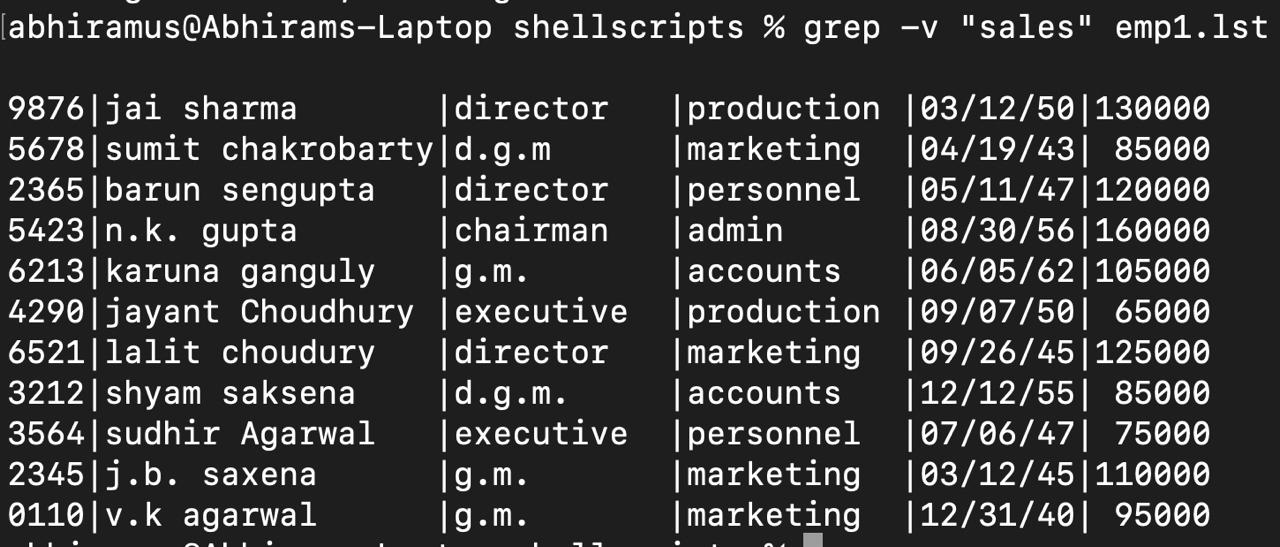 [abhiramus@Abhirams-Laptop shellscripts % grep -v "sales" emp1.lst

9876|jai sharma       |director   |production |03/12/50|130000
5678|sumit chakrobarty|d.g.m      |marketing  |04/19/43| 85000
2365|barun sengupta   |director   |personnel  |05/11/47|120000
5423|n.k. gupta       |chairman   |admin      |08/30/56|160000
6213|karuna ganguly   |g.m.       |accounts   |06/05/62|105000
4290|jayant Choudhury |executive  |production |09/07/50| 65000
6521|lalit choudury   |director   |marketing  |09/26/45|125000
3212|shyam saksena    |d.g.m.     |accounts   |12/12/55| 85000
3564|sudhir Agarwal   |executive  |personnel  |07/06/47| 75000
2345|j.b. saxena      |g.m.       |marketing  |03/12/45|110000
0110|v.k agarwal      |g.m.       |marketing  |12/31/40| 95000
abhiramus@Abhirams-Laptop shellscripts %